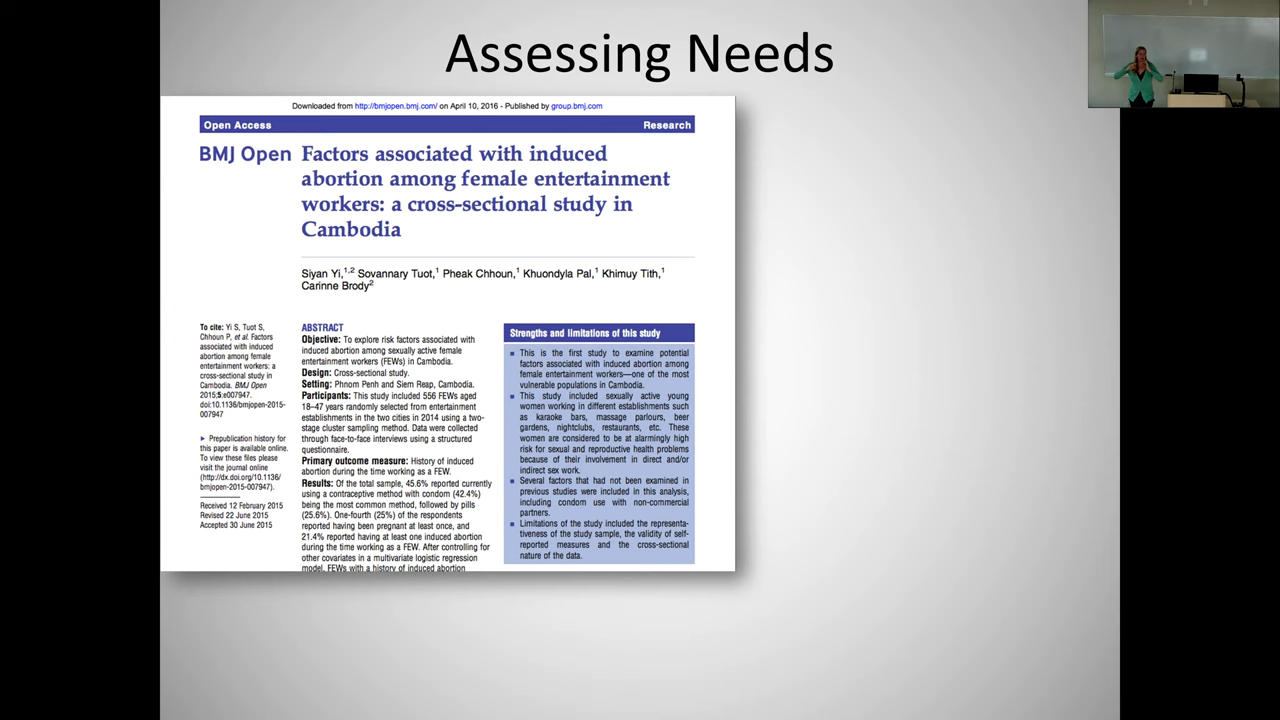 Assessing Needs
Downloaded from http://bmjopen.bmj.com/ on April 10, 2016 - Published by group.bmj.com
Open Access Research
BMJ Open Factors associated with induced
abortion among female entertainment
workers: a cross-sectional study in
Cambodia
Siyan Yi,1,2 Sovannary Tuot,1 Pheak Chhoun,1 Khuondyla Pal,1 Khimuy Tith,1
Carinne Brody2
To cite: Yi S, Tuot S,
Chhoun P, et al. Factors
associated with induced
abortion among female
entertainment workers: a
cross-sectional study in
Cambodia. BMJ Open
2015;5:e007947.
doi:10.1136/bmjopen-2015-
007947
► Prepublication history for
this paper is available online.
To view these files please
visit the journal online
(http://dx.doi.org/10.1136/
bmjopen-2015-007947).
Received 12 February 2015
Revised 22 June 2015
Accepted 30 June 2015
ABSTRACT
Objective: To explore risk factors associated with
induced abortion among sexually active female
entertainment workers (FEWs) in Cambodia.
Design: Cross-sectional study.
Setting: Phnom Penh and Siem Reap, Cambodia.
Participants: This study included 556 FEWs aged
18–47 years randomly selected from entertainment
establishments in the two cities in 2014 using a two-
stage cluster sampling method. Data were collected
through face-to-face interviews using a structured
questionnaire.
Primary outcome measure: History of induced
abortion during the time working as a FEW.
Results: Of the total sample, 45.6% reported currently
using a contraceptive method with condom (42.4%)
being the most common method, followed by pills
(25.6%). One-fourth (25%) of the respondents
reported having been pregnant at least once, and
21.4% reported having at least one induced abortion
during the time working as a FEW. After controlling for
other covariates in a multivariate logistic regression
model, FEWs with a history of induced abortion
Strengths and limitations of this study
▪ This is the first study to examine potential
factors associated with induced abortion among
female entertainment workers—one of the most
vulnerable populations in Cambodia.
▪ This study included sexually active young
women working in different establishments such
as karaoke bars, massage parlours, beer
gardens, nightclubs, restaurants, etc. These
women are considered to be at alarmingly high
risk for sexual and reproductive health problems
because of their involvement in direct and/or
indirect sex work.
▪ Several factors that had not been examined in
previous studies were included in this analysis,
including condom use with non-commercial
partners.
▪ Limitations of the study included the representa-
tiveness of the study sample, the validity of self-
reported measures and the cross-sectional
nature of the data.